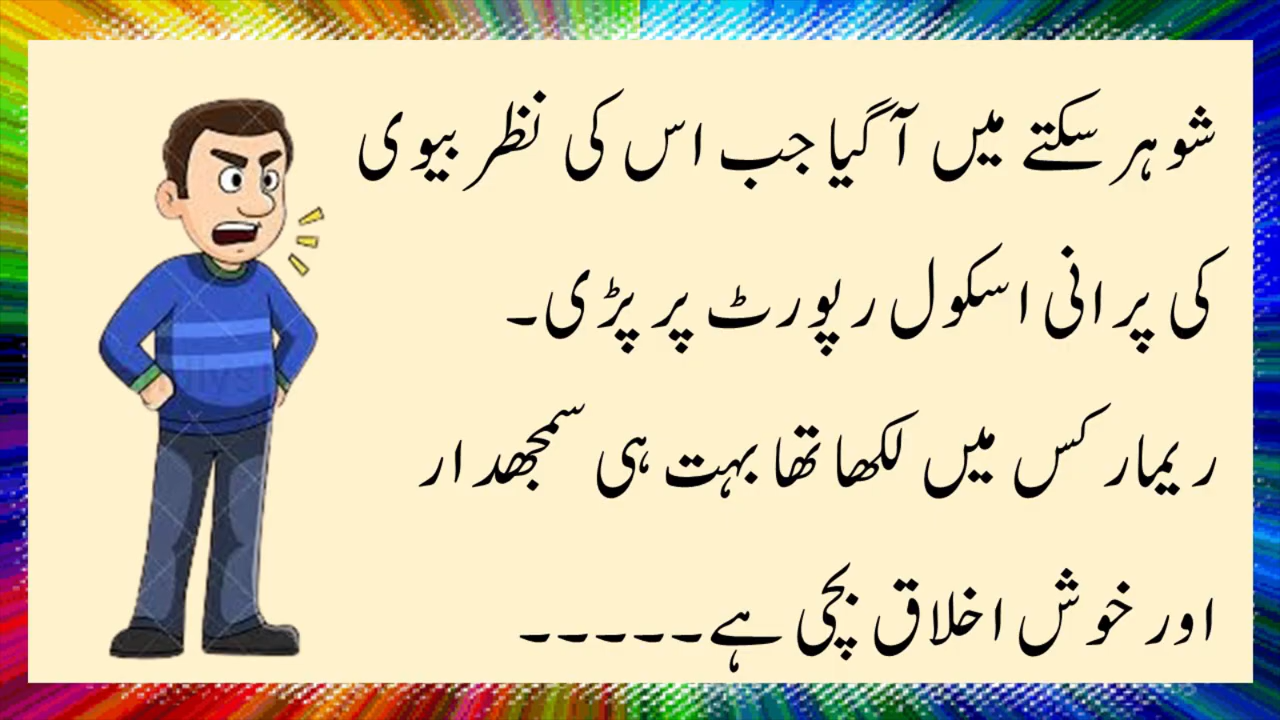 شوہر سکتے میں آگیا جب اس کی نظر بیوی
کی پرانی اسکول رپورٹ پر پڑی۔
ریمارکس میں لکھا تھا بہت ہی سمجھدار
اور خوش اخلاق بچی ہے۔۔۔۔۔